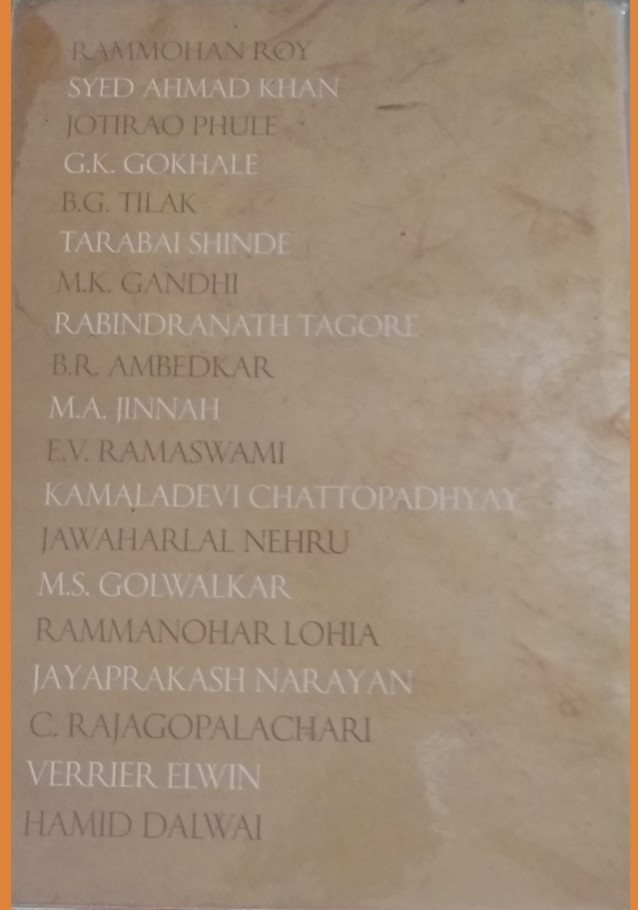 RAMMOHAN ROY
SYED AHMAD KHAN
JOTIRAO PHULE
G.K. GOKHALE
B.G. TILAK
TARABAI SHINDE
M.K. GANDHI
RABINDRANATH TAGORE
B.R. AMBEDKAR
M.A. JINNAH
E.V. RAMASWAMI
KAMALADEVI CHATTOPADHYAY
JAWAHARLAL NEHRU
M.S. GOLWALKAR
RAMMANOHAR LOHIA
JAYAPRAKASH NARAYAN
C. RAJAGOPALACHARI
VERRIER ELWIN
HAMID DALWAI